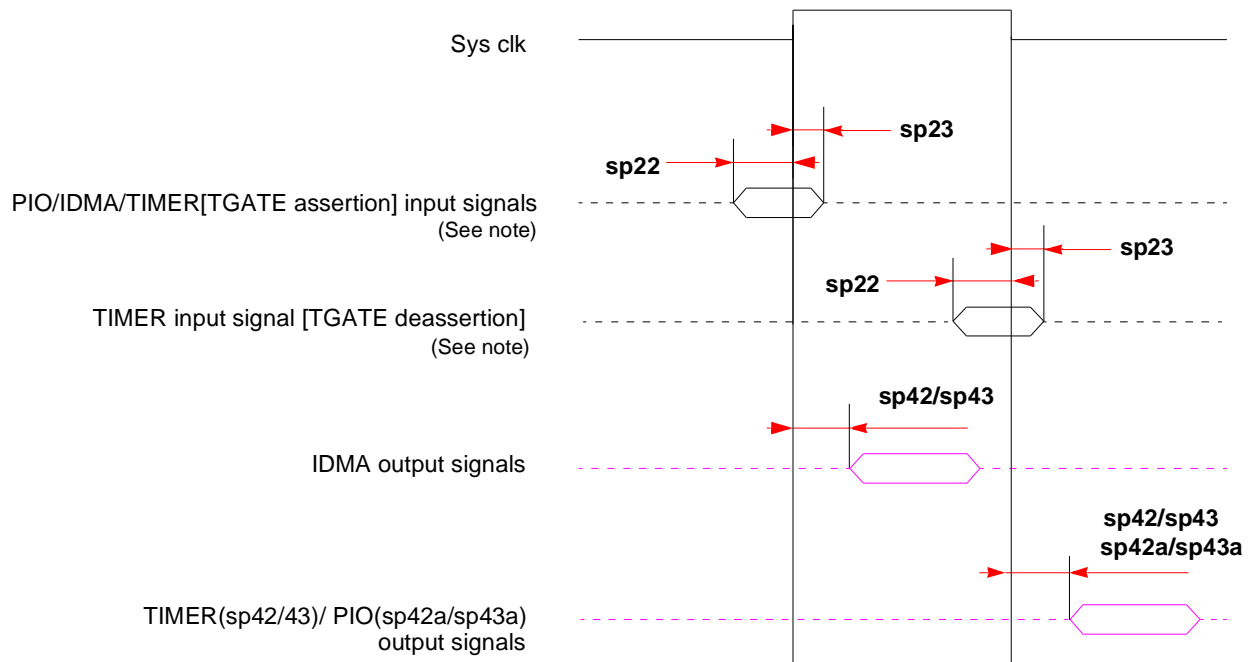 Sys clk
sp23
sp22
PIO/IDMA/TIMER[TGATE assertion] input signals
(See note)
sp23
sp22
TIMER input signal [TGATE deassertion]
(See note)
sp42/sp43
IDMA output signals
sp42/sp43
sp42a/sp43a
TIMER(sp42/43)/ PIO(sp42a/sp43a)
output signals